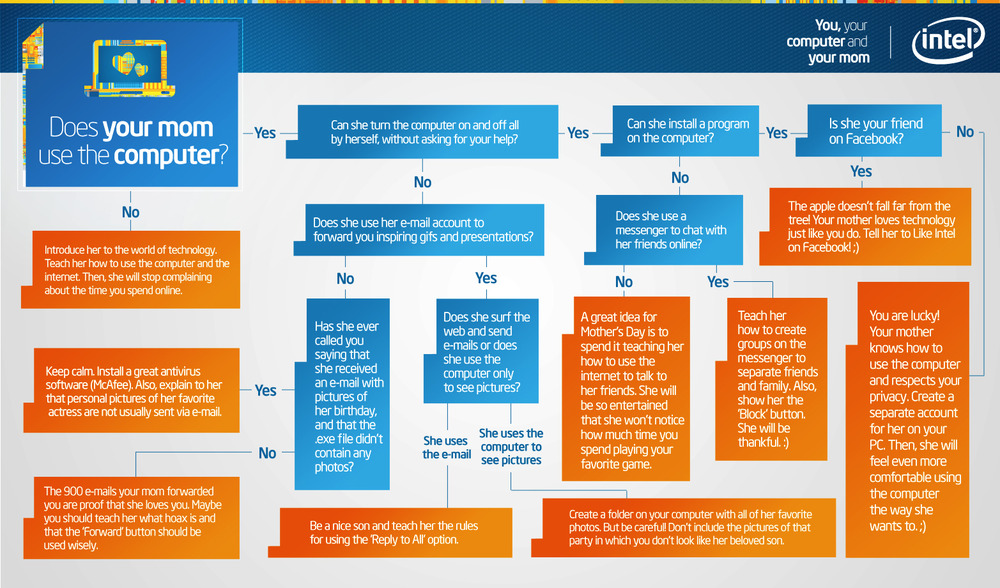 You, your
computer and
your mom
intel®
Does your mom
use the computer?
Yes
Can she turn the computer on and off all
by herself, without asking for your help?
Yes
Can she install a program
on the computer?
Yes
Is she your friend
on Facebook?
No
No
Introduce her to the world of technology.
Teach her how to use the computer and the
internet. Then, she will stop complaining
about the time you spend online.
No
Does she use her e-mail account to
forward you inspiring gifs and presentations?
No
Does she use a
messenger to chat with
her friends online?
Yes
The apple doesn't fall far from the
tree! Your mother loves technology
just like you do. Tell her to Like Intel
on Facebook! ;)
No
Has she ever
called you
saying that
she received
an e-mail with
pictures of
her birthday,
and that the
.exe file didn't
contain any
photos?
Yes
Does she surf the
web and send
e-mails or does
she use the
computer only
to see pictures?
No
A great idea for
Mother's Day is to
spend it teaching her
how to use the
internet to talk to
her friends. She will
be so entertained
that she won't notice
how much time you
spend playing your
favorite game.
Yes
Teach her
how to create
groups on the
messenger to
separate friends
and family. Also,
show her the
'Block' button.
She will be
thankful. :)
You are lucky!
Your mother
knows how to
use the computer
and respects your
privacy. Create a
separate account
for her on your
PC. Then, she will
feel even more
comfortable using
the computer
the way she
wants to. ;)
Yes
Keep calm. Install a great antivirus
software (McAfee). Also, explain to her
that personal pictures of her favorite
actress are not usually sent via e-mail.
No
The 900 e-mails your mom forwarded
you are proof that she loves you. Maybe
you should teach her what hoax is and
that the 'Forward' button should be
used wisely.
She uses
the e-mail
She uses the
computer to
see pictures
Be a nice son and teach her the rules
for using the 'Reply to All' option.
Create a folder on your computer with all of her favorite
photos. But be careful! Don't include the pictures of that
party in which you don't look like her beloved son.